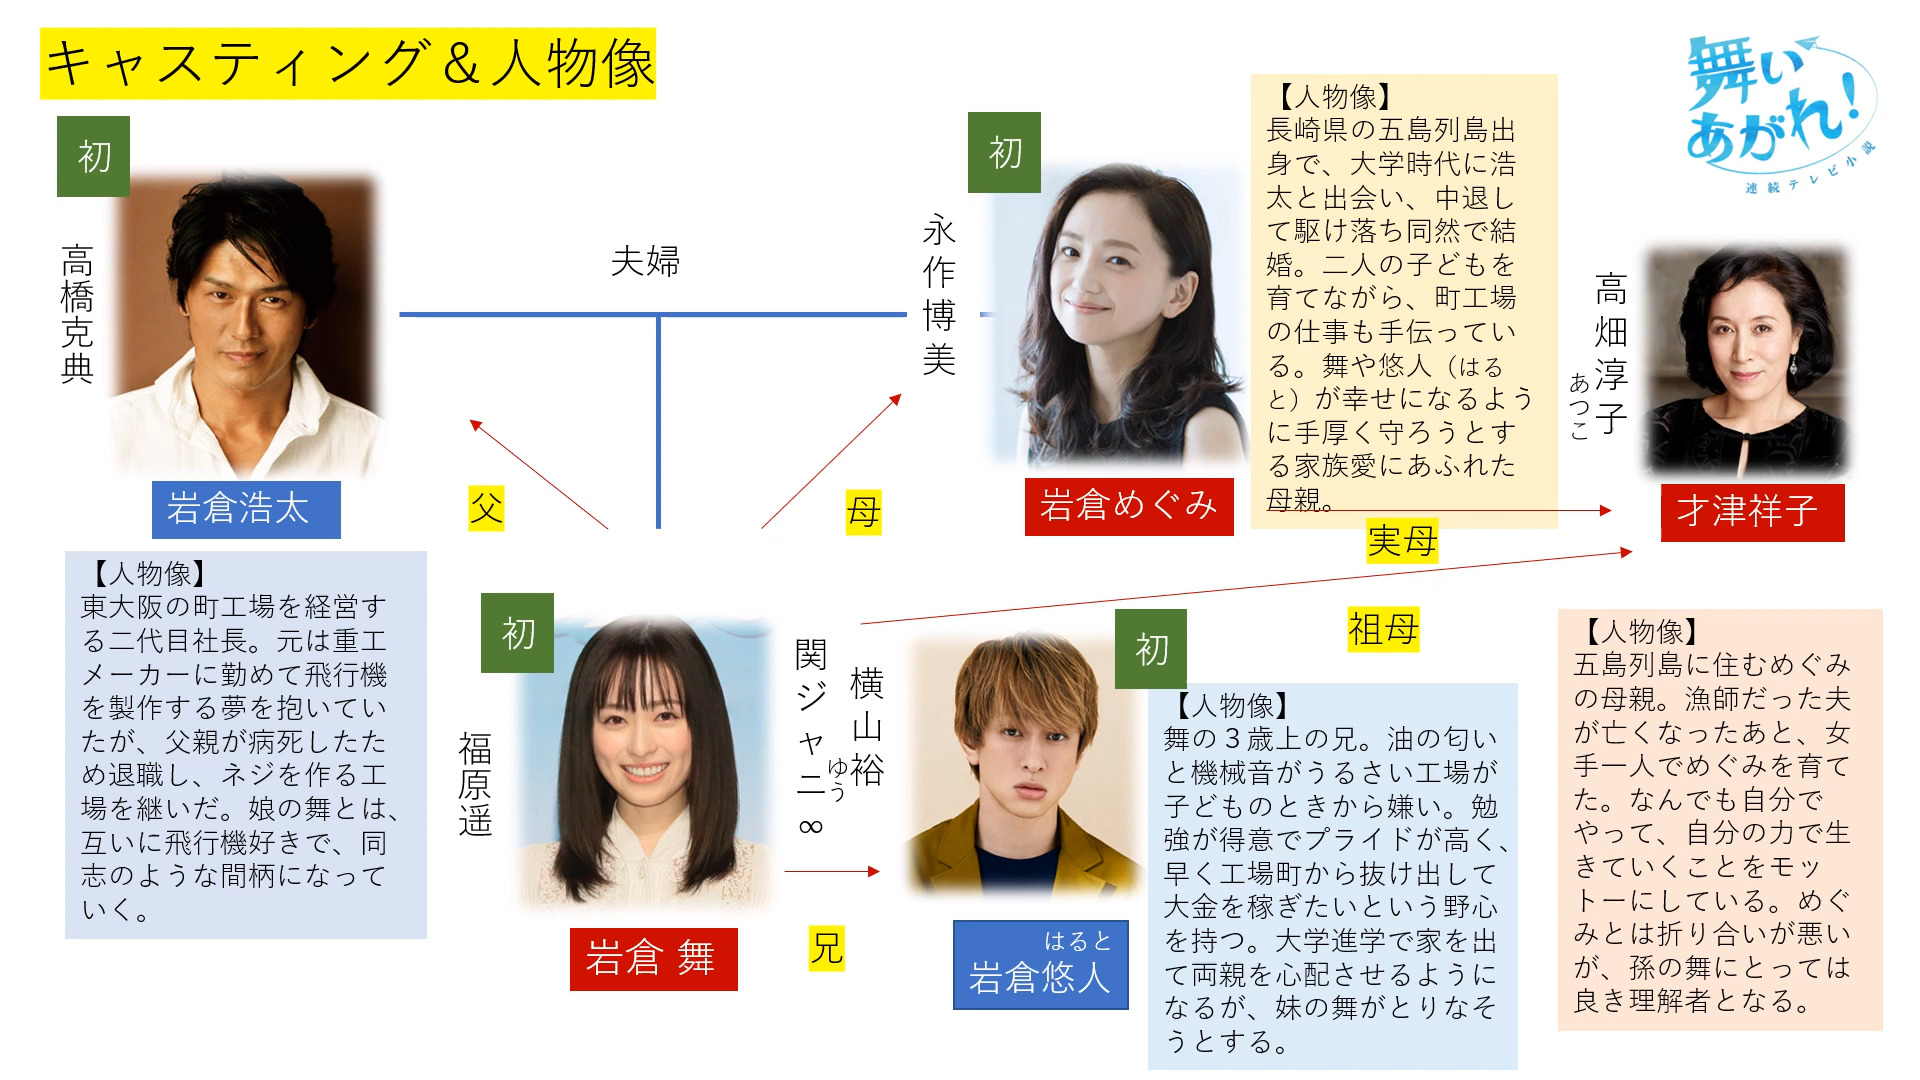 キャスティング＆人物像
舞い
あがれ！
連続テレビ小説
初
高橋克典
岩倉浩太
夫婦
初
永作博美
岩倉めぐみ
【人物像】
長崎県の五島列島出
身で、大学時代に浩
太と出会い、中退し
て駆け落ち同然で結
婚。二人の子どもを
育てながら、町工場
の仕事も手伝ってい
る。舞や悠人（はる
と）が幸せになるよう
に手厚く守ろうとす
る家族愛にあふれた
母親。
高畑淳子
あつこ
才津祥子
父
母
実母
祖母
【人物像】
東大阪の町工場を経営す
る二代目社長。元は重工
メーカーに勤めて飛行機
を製作する夢を抱いてい
たが、父親が病死したた
め退職し、ネジを作る工
場を継いだ。娘の舞とは、
互いに飛行機好きで、同
志のような間柄になって
いく。
初
福原遥
岩倉 舞
兄
関ジャニ∞
横山裕
ゆう
初
はると
岩倉悠人
【人物像】
舞の３歳上の兄。油の匂い
と機械音がうるさい工場が
子どものときから嫌い。勉
強が得意でプライドが高く、
早く工場町から抜け出して
大金を稼ぎたいという野心
を持つ。大学進学で家を出
て両親を心配させるように
なるが、妹の舞がとりなそ
うとする。
【人物像】
五島列島に住むめぐみ
の母親。漁師だった夫
が亡くなったあと、女
手一人でめぐみを育て
た。なんでも自分で
やって、自分の力で生
きていくことをモッ
トーにしている。めぐ
みとは折り合いが悪い
が、孫の舞にとっては
良き理解者となる。